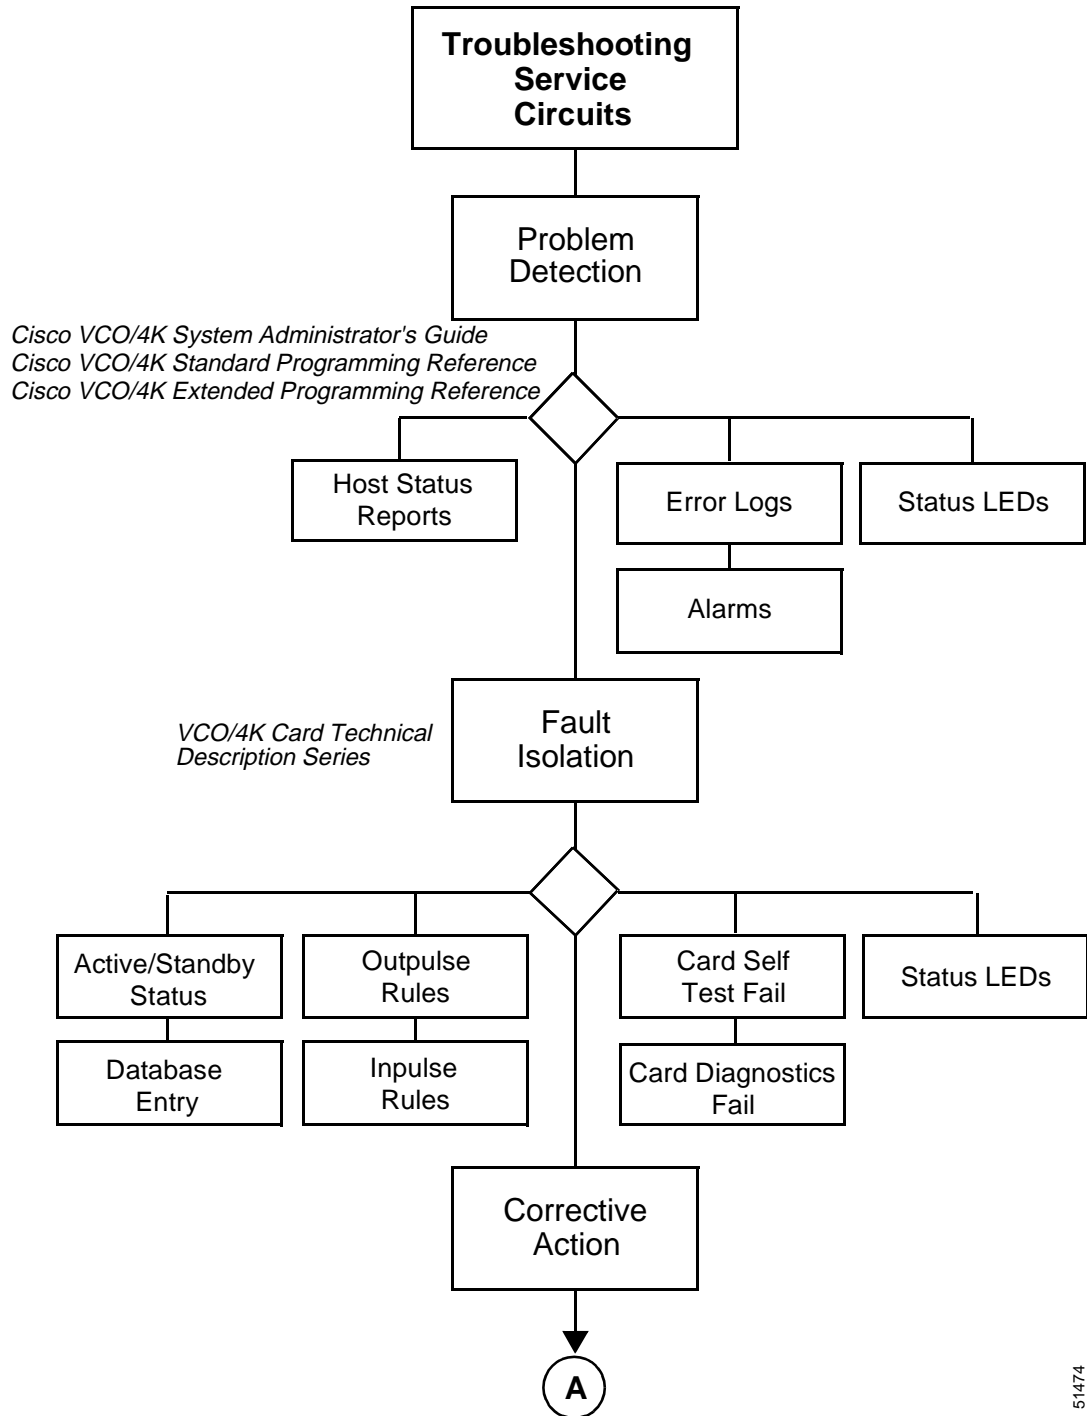 Troubleshooting
Service
Circuits
Problem
Detection
Cisco VCO/4K System Administrator's Guide
Cisco VCO/4K Standard Programming Reference
Cisco VCO/4K Extended Programming Reference
Host Status
Reports
Error Logs
Status LEDs
Alarms
Fault
Isolation
VCO/4K Card Technical
Description Series
Active/Standby
Status
Outpulse
Rules
Card Self
Test Fail
Status LEDs
Database
Entry
Inpulse
Rules
Card Diagnostics
Fail
Corrective
Action
A
51474